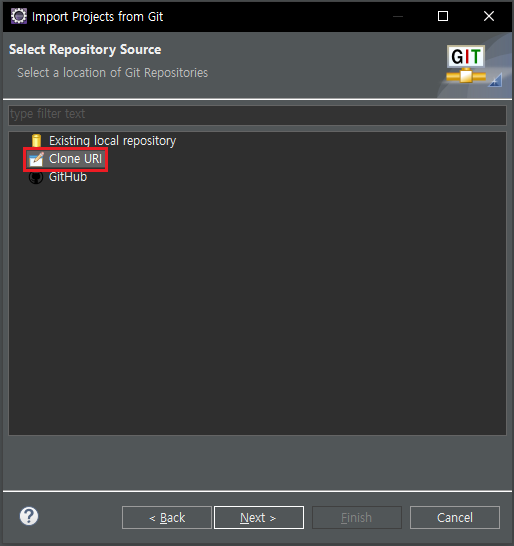 Import Projects from Git
Select Repository Source
Select a location of Git Repositories
GIT
type filter text
Existing local repository
Clone URI
GitHub
?
< Back
Next >
Finish
Cancel